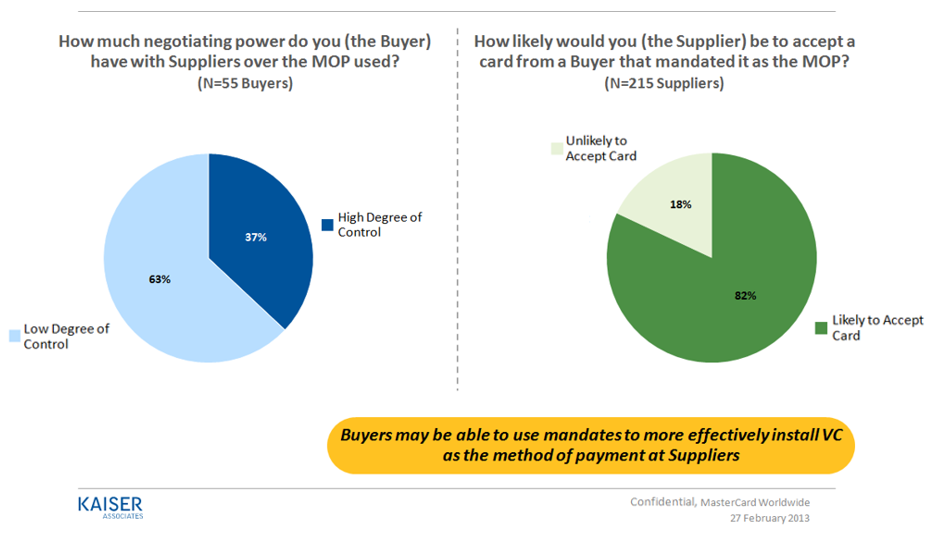 How much negotiating power do you (the Buyer)
have with Suppliers over the MOP used?
(N=55 Buyers)
37%
63%
High Degree of
Control
Low Degree of
Control
How likely would you (the Supplier) be to accept a
card from a Buyer that mandated it as the MOP?
(N=215 Suppliers)
Unlikely to
Accept Card
18%
82%
Likely to Accept
Card
Buyers may be able to use mandates to more effectively install VC
as the method of payment at Suppliers
KAISER
ASSOCIATES
Confidential, MasterCard Worldwide
27 February 2013